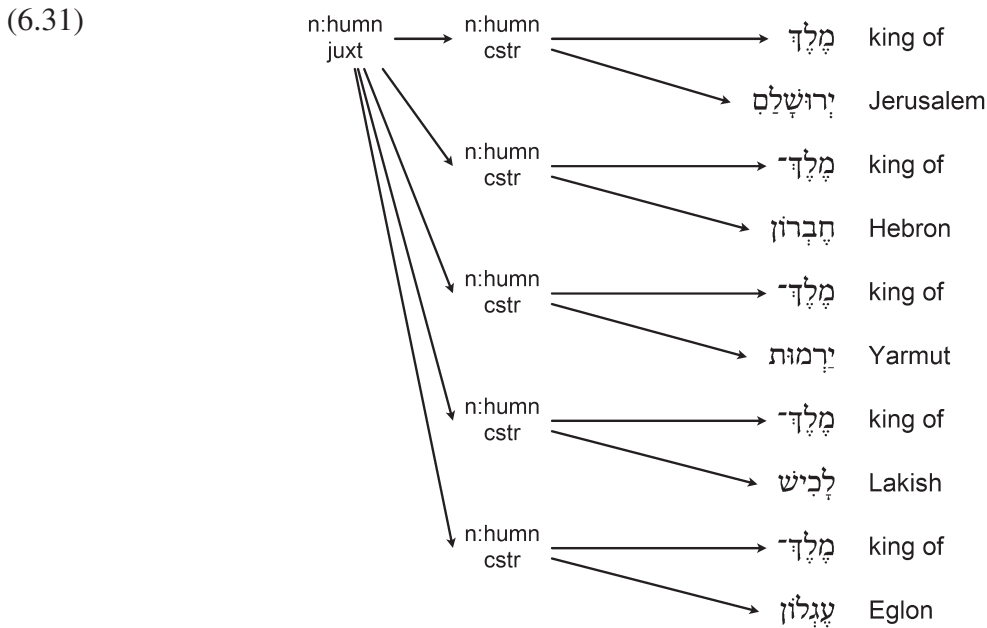 (6.31)
n:humn
juxt
n:humn
cstr
מֶלֶךְ king of
יְרוּשָׁלִַם Jerusalem
n:humn
cstr
מֶלֶךְ־ king of
חֶבְרוֹן Hebron
n:humn
cstr
מֶלֶךְ־ king of
יַרְמוּת Yarmut
n:humn
cstr
מֶלֶךְ־ king of
לָכִישׁ Lakish
n:humn
cstr
מֶלֶךְ־ king of
עֶגְלוֹן Eglon